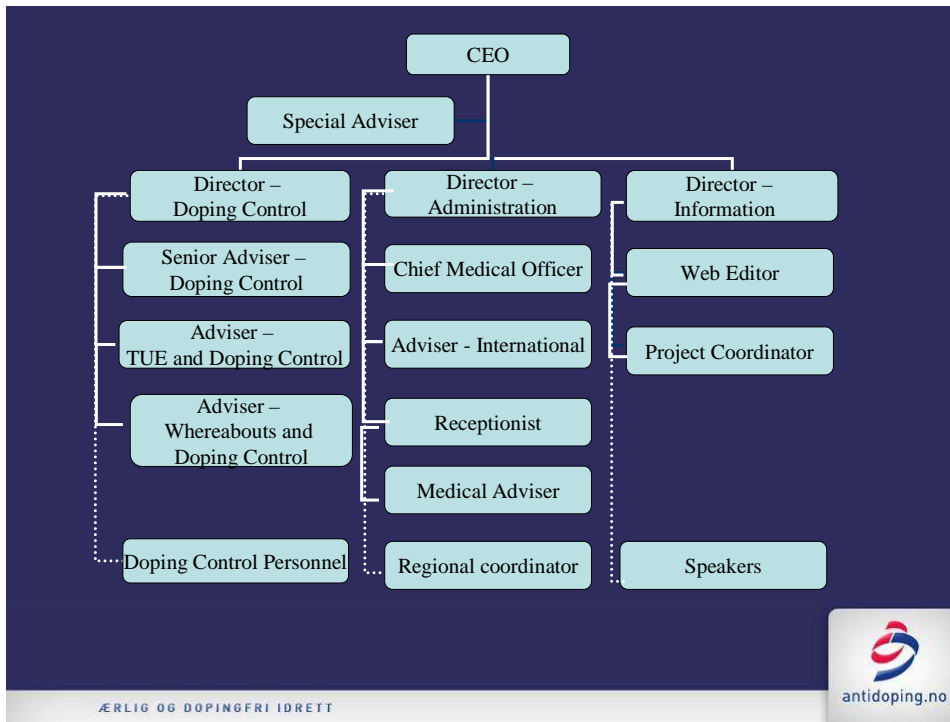 CEO
Special Adviser
Director –
Doping Control
Senior Adviser –
Doping Control
Adviser –
TUE and Doping Control
Adviser –
Whereabouts and
Doping Control
Doping Control Personnel
Director –
Administration
Chief Medical Officer
Adviser - International
Receptionist
Medical Adviser
Regional coordinator
Director –
Information
Web Editor
Project Coordinator
Speakers
ÆRLIG OG DOPINGFRI IDRETT
antidoping.no